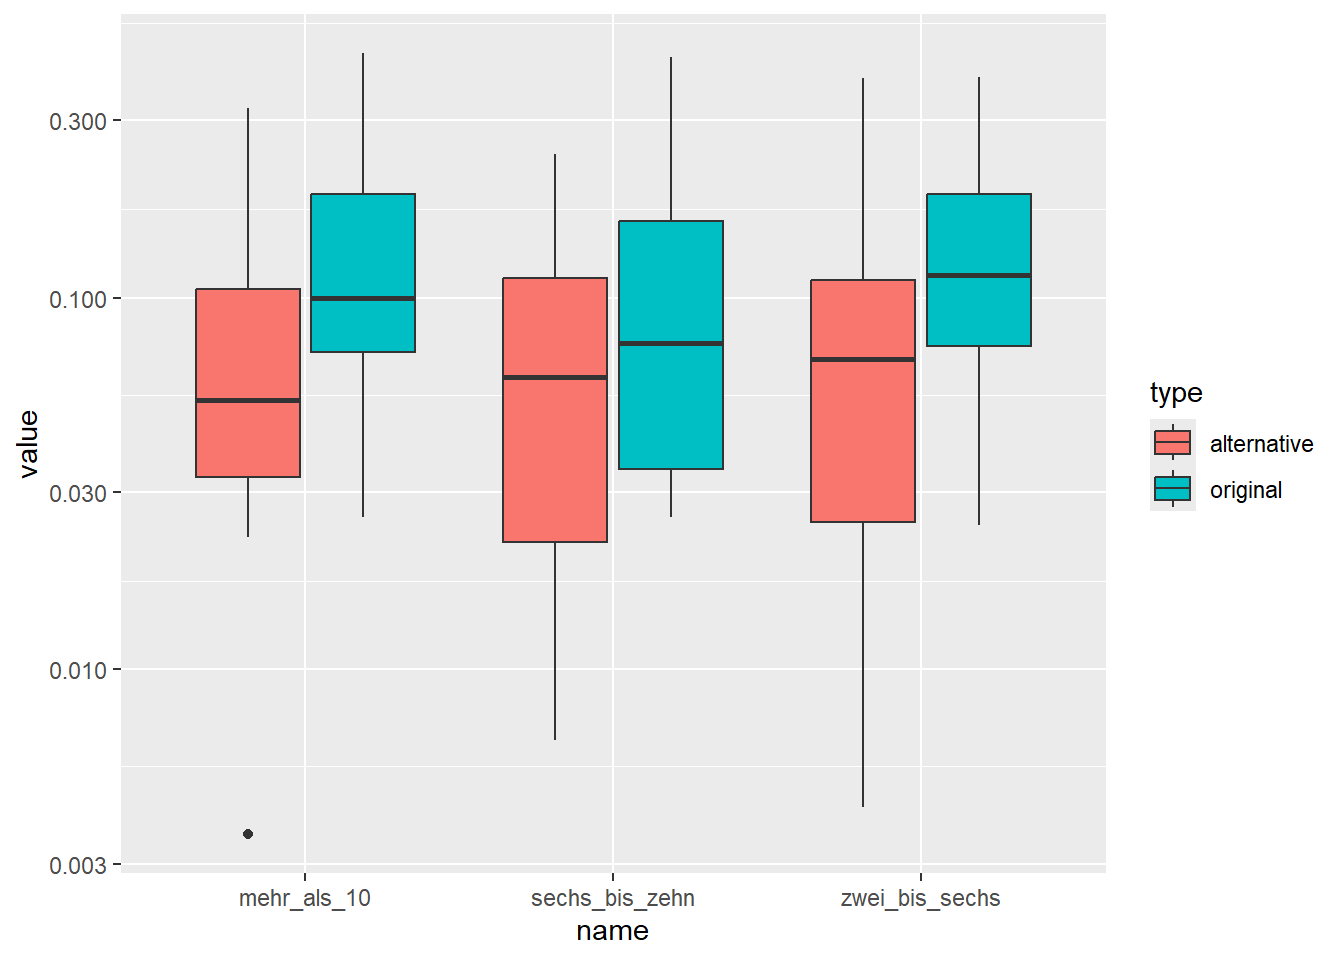 value
0.300
0.100
0.030
0.010
0.003
mehr_als_10
sechs_bis_zehn
zwei_bis_sechs
name
type
alternative
original